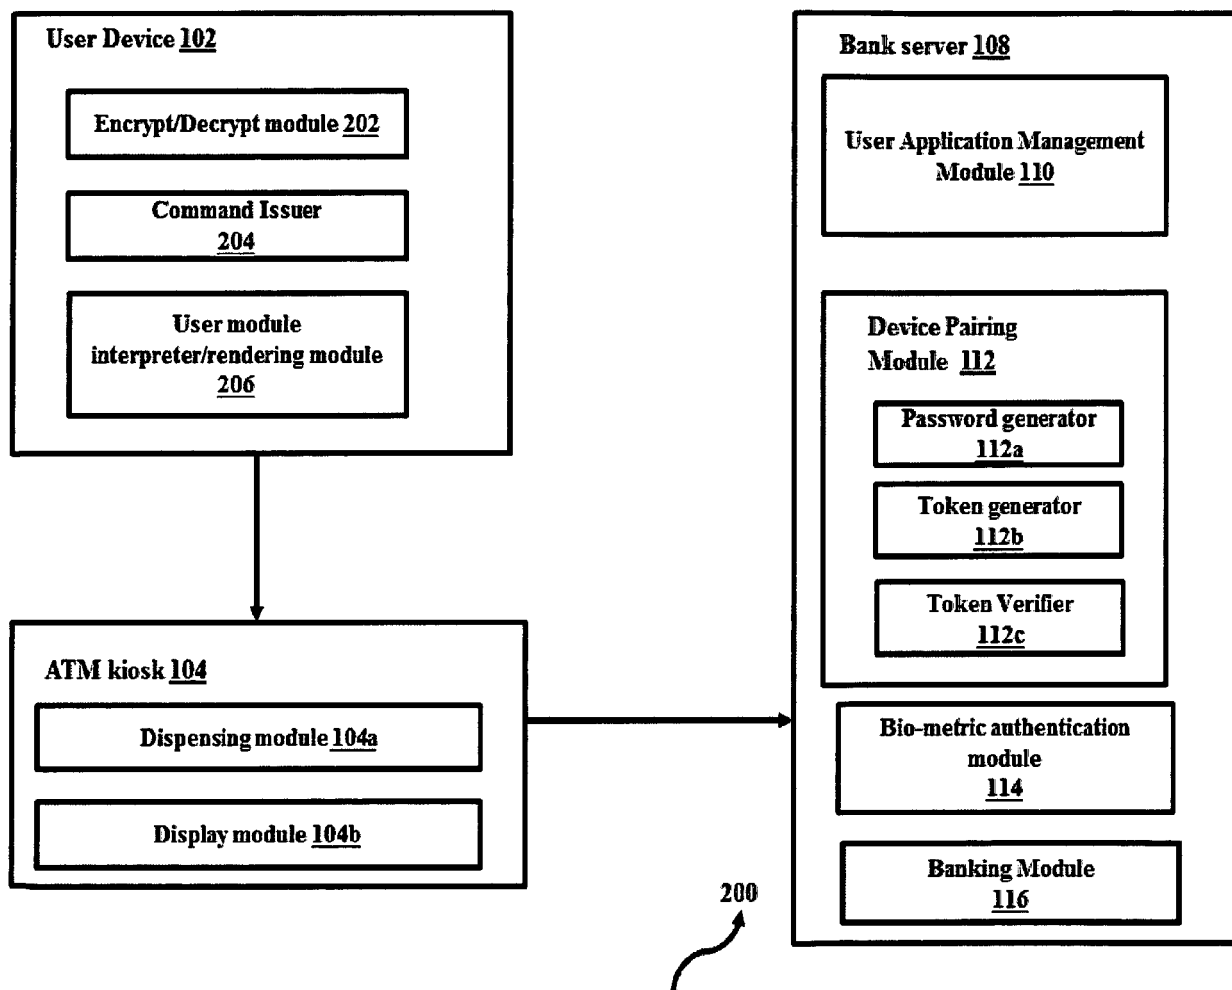 User Device 102
Encrypt/Decrypt module 202
Command Issuer
204
User module
interpreter/rendering module
206
ATM kiosk 104
Dispensing module 104a
Display module 104b
Bank server 108
User Application Management
Module 110
Device Pairing
Module 112
Password generator
112a
Token generator
112b
Token Verifier
112c
Bio-metric authentication
module
114
Banking Module
116
200